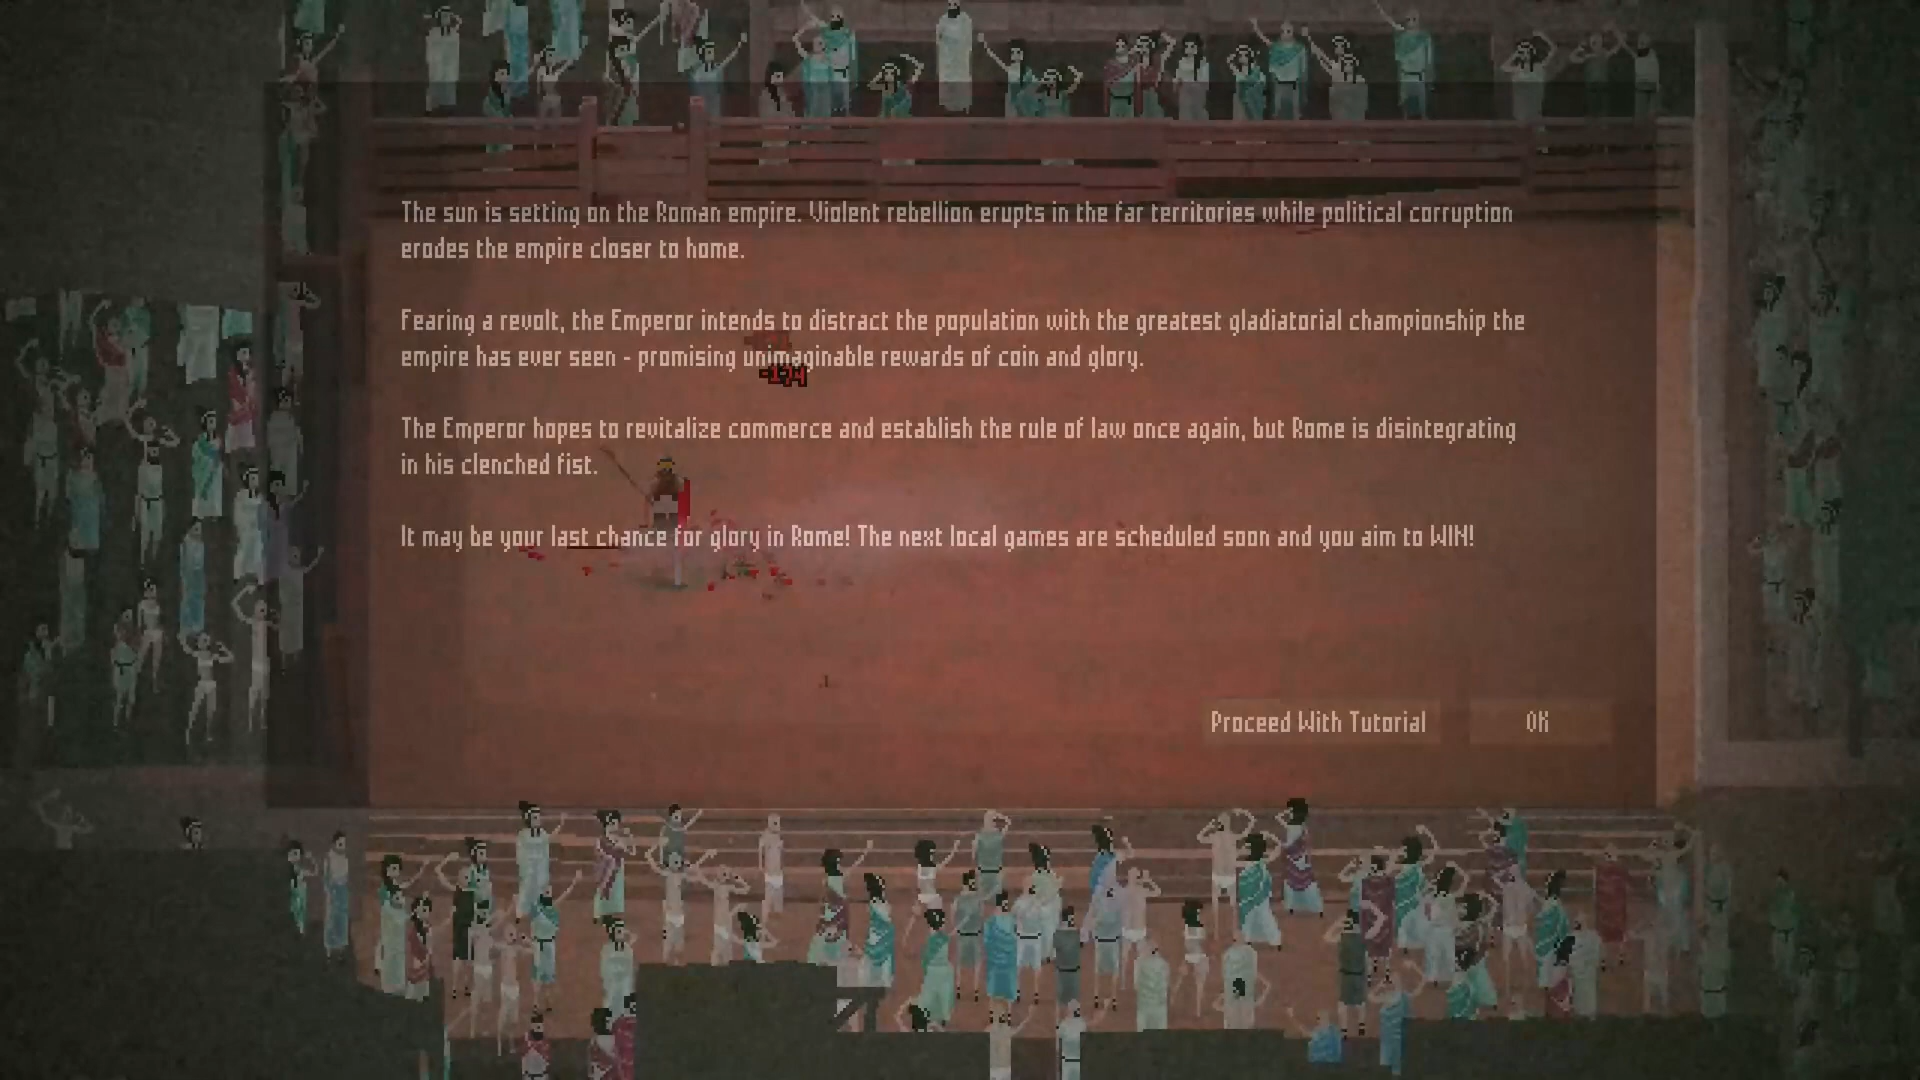 The sun is setting on the Roman empire. Violent rebellion erupts in the far territories while political corruption
erodes the empire closer to home.
Fearing a revolt, the Emperor intends to distract the population with the greatest gladiatorial championship the
empire has ever seen - promising unimaginable rewards of coin and glory.
The Emperor hopes to revitalize commerce and establish the rule of law once again, but Rome is disintegrating
in his clenched fist.
It may be your last chance for glory in Rome! The next local games are scheduled soon and you aim to WIN!
Proceed With Tutorial
OK